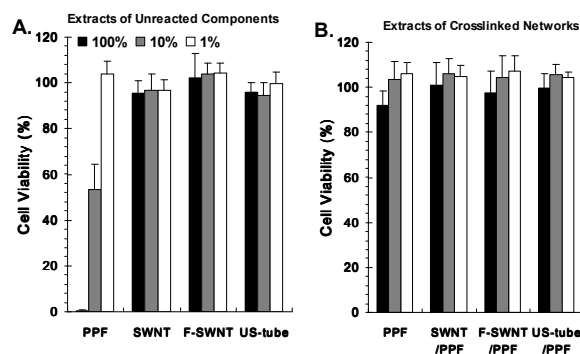 Extracts of Unreacted Components
A.
100% 10% 1%
Cell Viability (%)
120
100
80
60
40
20
0
PPF SWNT F-SWNT US-tube
Extracts of Crosslinked Networks
B.
Cell Viability (%)
120
100
80
60
40
20
0
PPF SWNT F-SWNT US-tube
/PPF /PPF /PPF